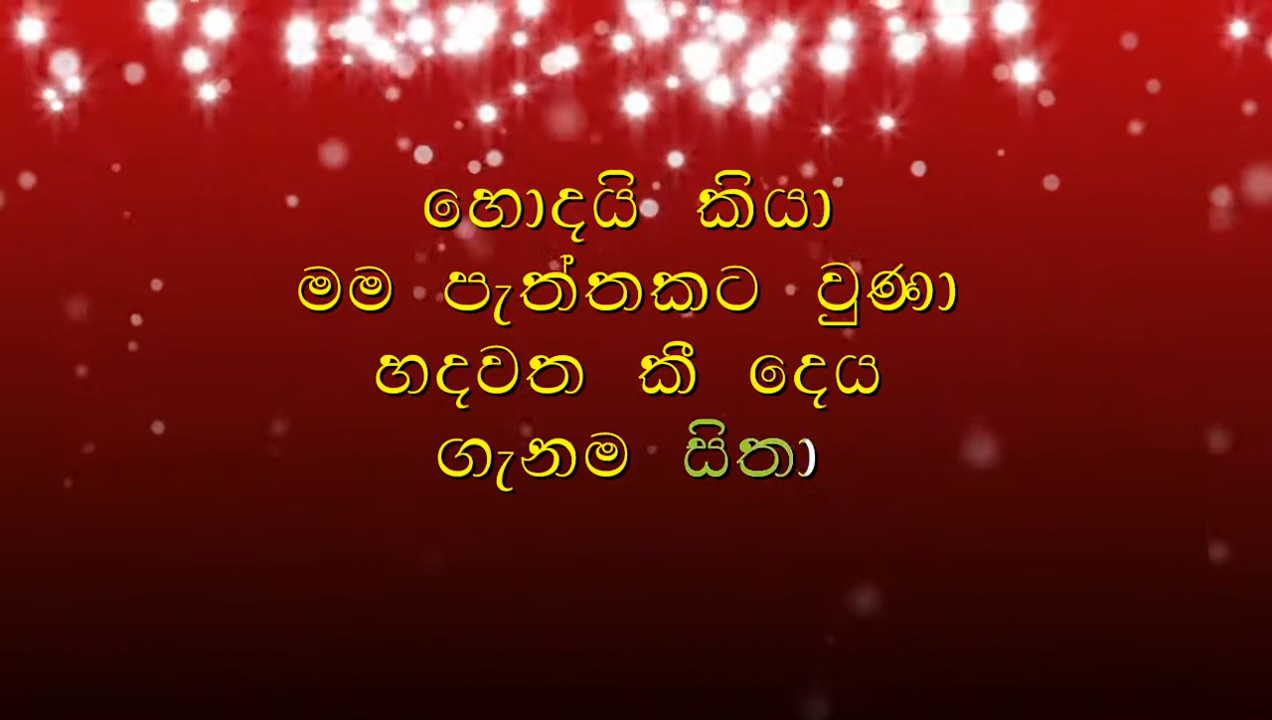 හොදයි කියා
මම පැත්තකට වුණා
හදවත කී දෙය
ගැනම සිතා